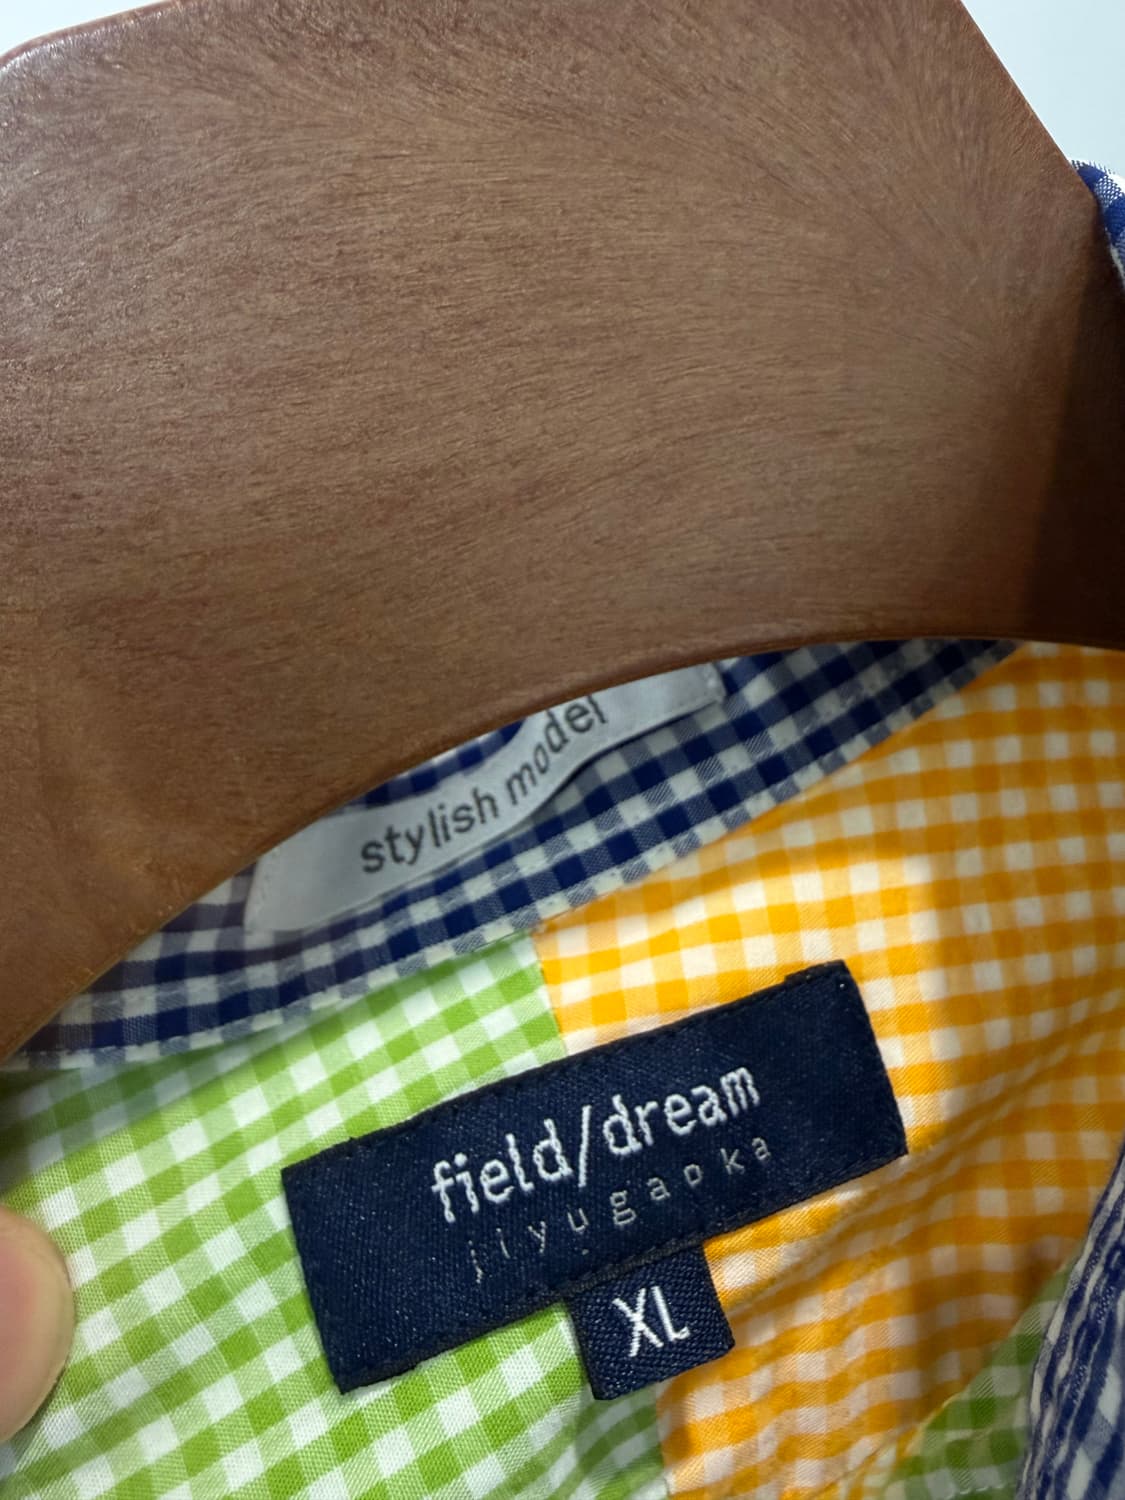 stylish model
field/dream
jiyugaoka
XL